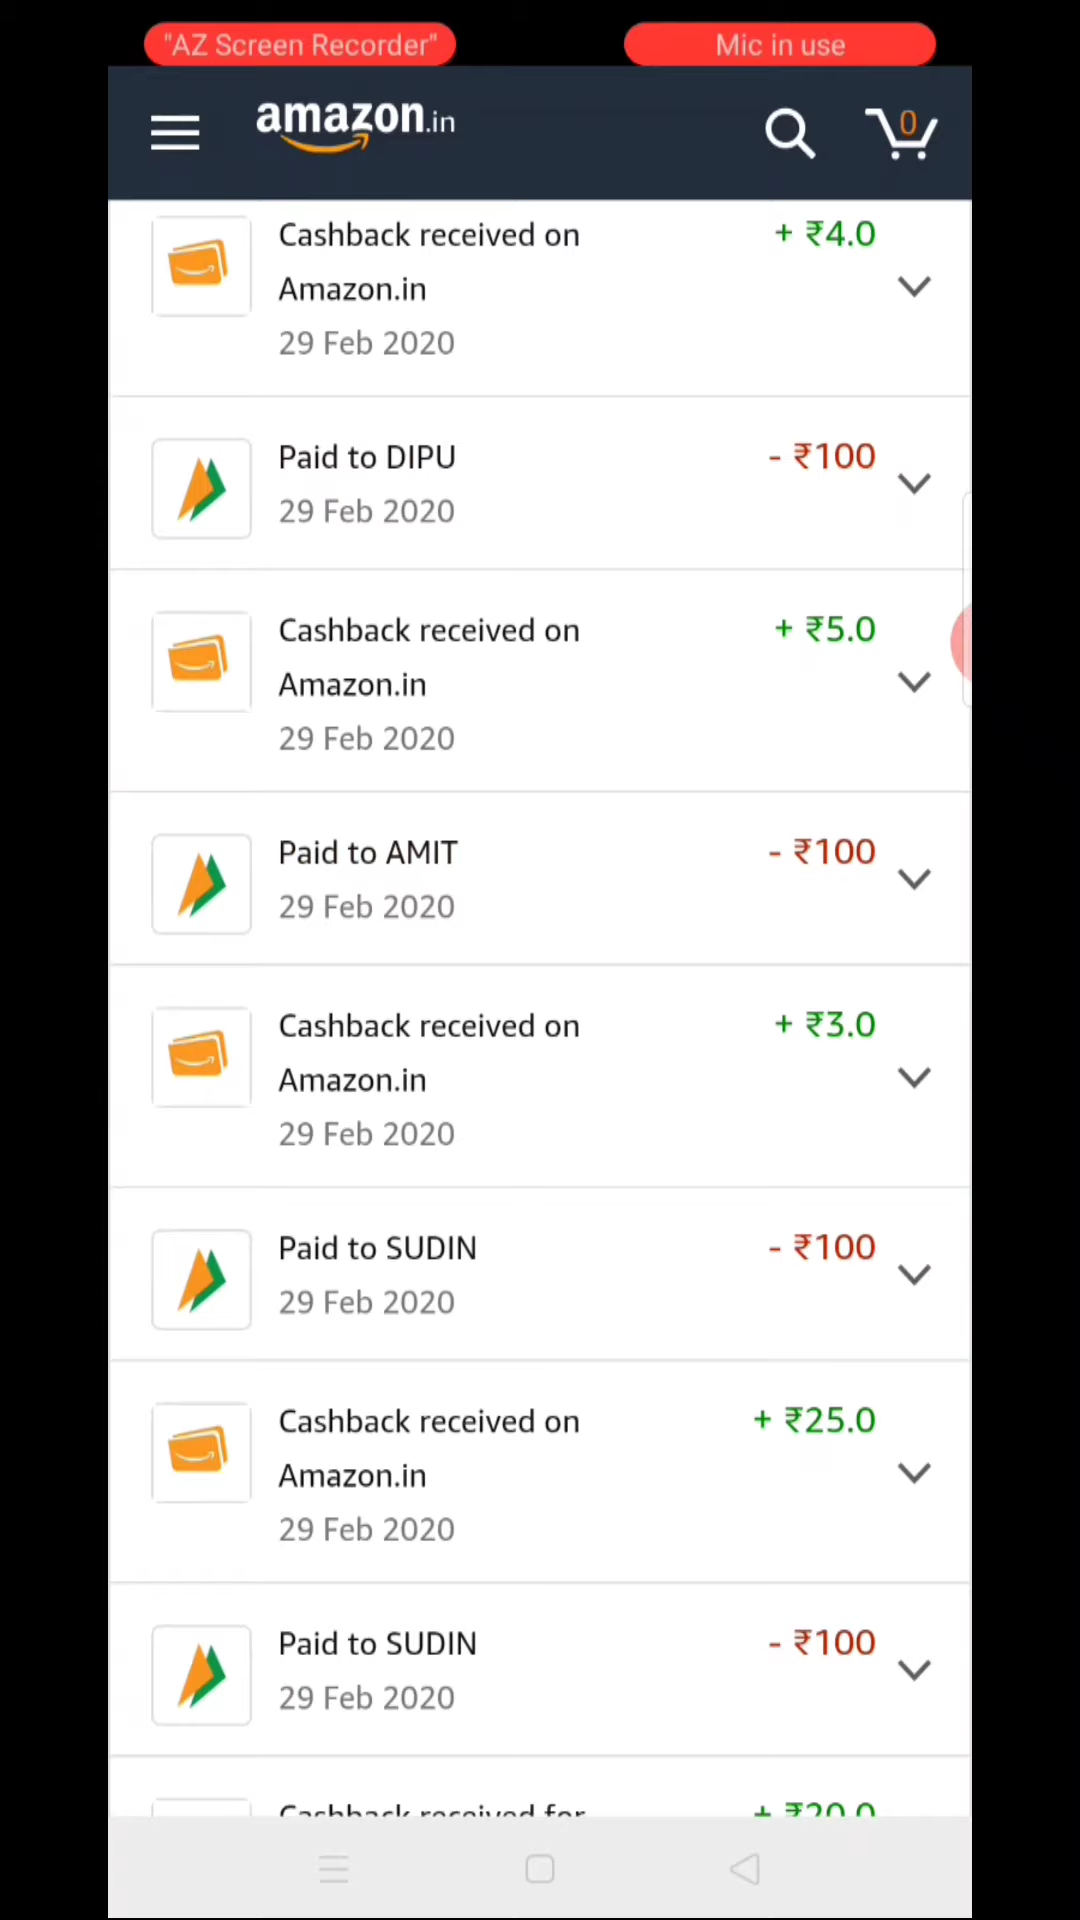 "AZ Screen Recorder" Mic in use
amazon.in 0
Cashback received on + ₹4.0
Amazon.in
29 Feb 2020
Paid to DIPU - ₹100
29 Feb 2020
Cashback received on + ₹5.0
Amazon.in
29 Feb 2020
Paid to AMIT - ₹100
29 Feb 2020
Cashback received on + ₹3.0
Amazon.in
29 Feb 2020
Paid to SUDIN - ₹100
29 Feb 2020
Cashback received on + ₹25.0
Amazon.in
29 Feb 2020
Paid to SUDIN - ₹100
29 Feb 2020
Cashback received for + ₹20.0